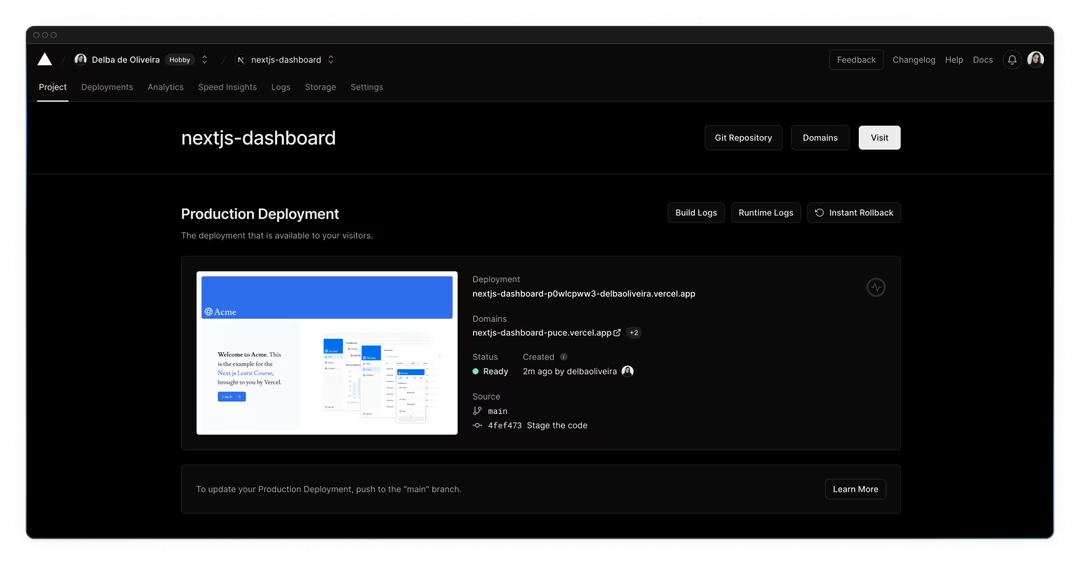 Delba de Oliveira Hobby nextjs-dashboard Feedback Changelog Help Docs
Project Deployments Analytics Speed Insights Logs Storage Settings
nextjs-dashboard
Git Repository Domains Visit
Production Deployment
Build Logs Runtime Logs Instant Rollback
The deployment that is available to your visitors.
Acme
Welcome to Acme. This
is the example for the
Next.js Learn Course,
brought to you by Vercel.
Log in
Deployment
nextjs-dashboard-p0wlcpww3-delbaoliveira.vercel.app
Domains
nextjs-dashboard-puce.vercel.app +2
Status Created
Ready 2m ago by delbaoliveira
Source
main
4fef473 Stage the code
To update your Production Deployment, push to the "main" branch.
Learn More